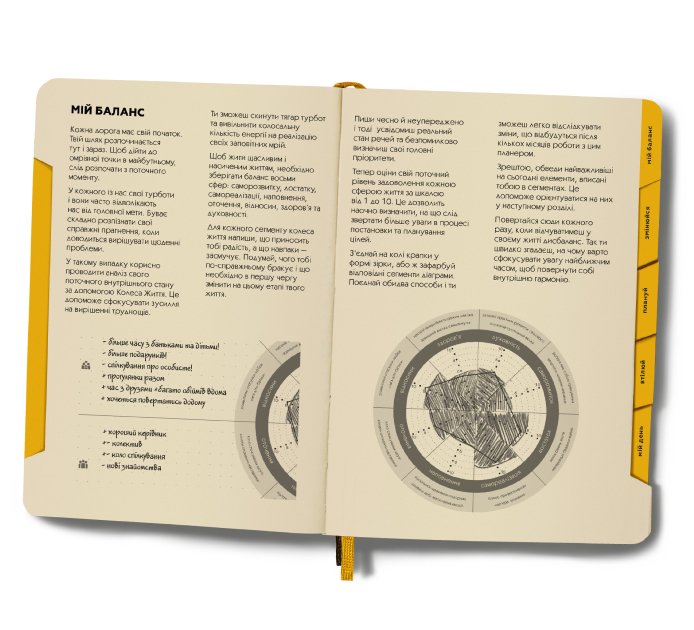 МІЙ БАЛАНС
Кожна дорога має свій початок.
Твій шлях розпочинається
тут і зараз. Щоб дійти до
омріяної точки в майбутньому,
слід розпочати з поточного
моменту.
У кожного із нас свої турботи
і вони часто відволікають
нас від головної мети. Буває
складно розпізнати свої
справжні прагнення, коли
доводиться вирішувати щоденні
проблеми.
У такому випадку корисно
проводити аналіз свого
поточного внутрішнього стану
за допомогою Колеса Життя. Це
допоможе сфокусувати зусилля
на вирішенні труднощів.
Ти зможеш скинути тягар турбот
та вивільнити колосальну
кількість енергії на реалізацію
своїх заповітних мрій.
Щоб жити щасливим і
насиченим життям, необхідно
зберігати баланс восьми
сфер: саморозвитку, достатку,
самореалізації, наповнення,
оточення, відносин, здоров'я та
духовності.
Для кожного сегменту колеса
життя напиши, що приносить
тобі радість, а що навпаки —
засмучує. Подумай, чого тобі
по-справжньому бракує і що
необхідно в першу чергу
змінити на цьому етапі твого
життя.
- більше часу з батьками та дітьми!
- більше подарунків!
- спілкування про особисте!
+ прогулянки разом
+ час з друзями +багато обіймів вдома
+ хочеться повертатись додому
+ хороший керівник
+- колектив
+- коло спілкування
- нові знайомства
відносини
оточення
Пиши чесно й неупереджено
і тоді усвідомиш реальний
стан речей та безпомилково
визначиш свої головні
пріоритети.
Тепер оціни свій поточний
рівень задоволення кожною
сферою життя за шкалою
від 1 до 10. Це дозволить
наочно визначити, на що слід
звертати більше уваги в процесі
постановки та планування
цілей.
З'єднай на колі крапки у
формі зірки, або ж зафарбуй
відповідні сегменти діаграми.
Поєднай обидва способи і ти
зможеш легко відслідкувати
зміни, що відбудуться після
кількох місяців роботи з цим
планером.
Зрештою, обведи найважливіші
на сьогодні елементи, вписані
тобою в сегментах. Це
допоможе орієнтуватися на них
у наступному розділі.
Повертайся сюди кожного
разу, коли відчуватимеш у
своєму житті дисбаланс. Так ти
швидко згадаєш, на чому варто
сфокусувати увагу найближчим
часом, щоб повернути собі
внутрішню гармонію.
здоров'я
духовність
саморозвиток
достаток
самореалізація
наповнення
оточення
відносини
мій баланс
змінююся
плануй
втілюй
мій день